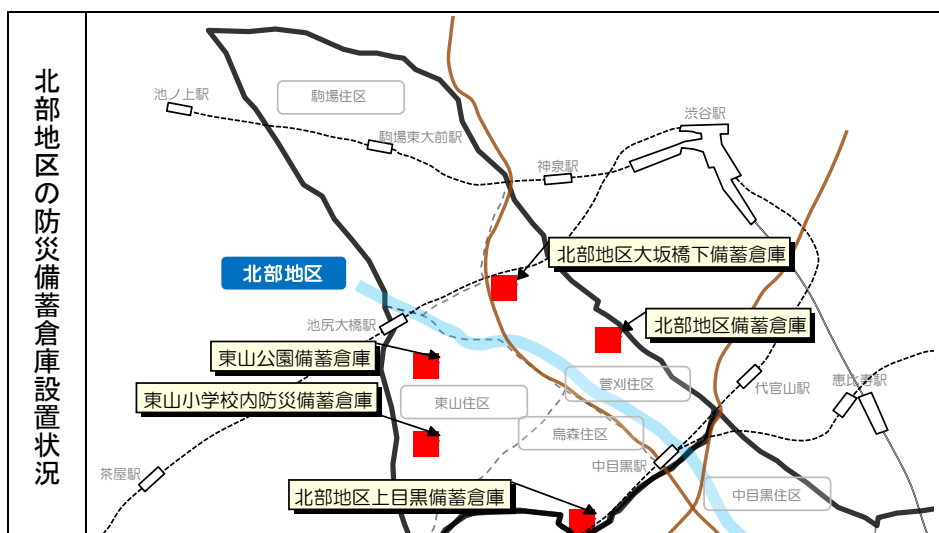 北部地区の防災備蓄倉庫設置状況
駒場住区
池ノ上駅
渋谷駅
駒場東大前駅
神泉駅
北部地区大坂橋下備蓄倉庫
北部地区
池尻大橋駅
北部地区備蓄倉庫
東山公園備蓄倉庫
菅刈住区
代官山駅
恵比寿駅
東山小学校内防災備蓄倉庫
東山住区
烏森住区
中目黒駅
茶屋駅
北部地区上目黒備蓄倉庫
中目黒住区